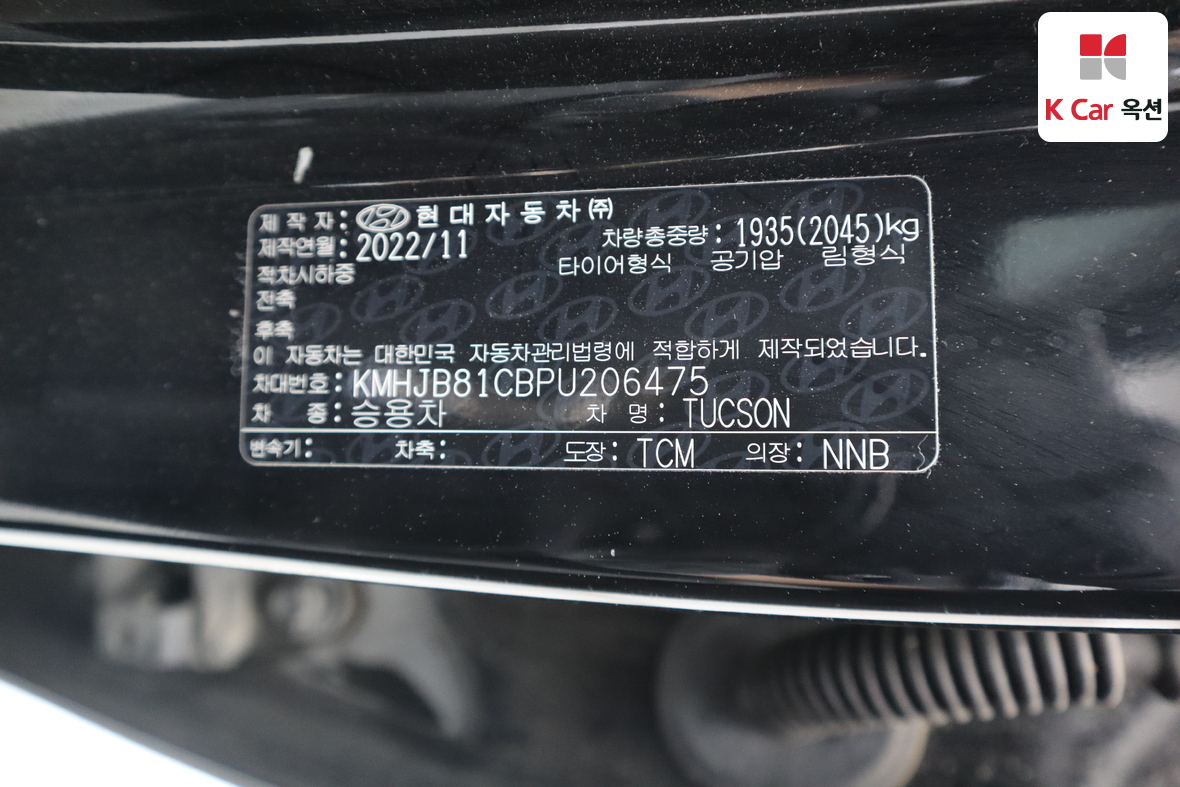 K Car 옥션
제 작 자 : 현 대 자 동 차 ㈜
제작연월 : 2022/11 차량총중량 : 1935(2045)kg
적차시하중 타이어형식 공기압 림형식
전축
후축
이 자동차는 대한민국 자동차관리법령에 적합하게 제작되었습니다.
차대번호 : KMHJB81CBPU206475
차 종 : 승용차 차 명 : TUCSON
변속기 : 차축 : 도장 : TCM 의장 : NNB